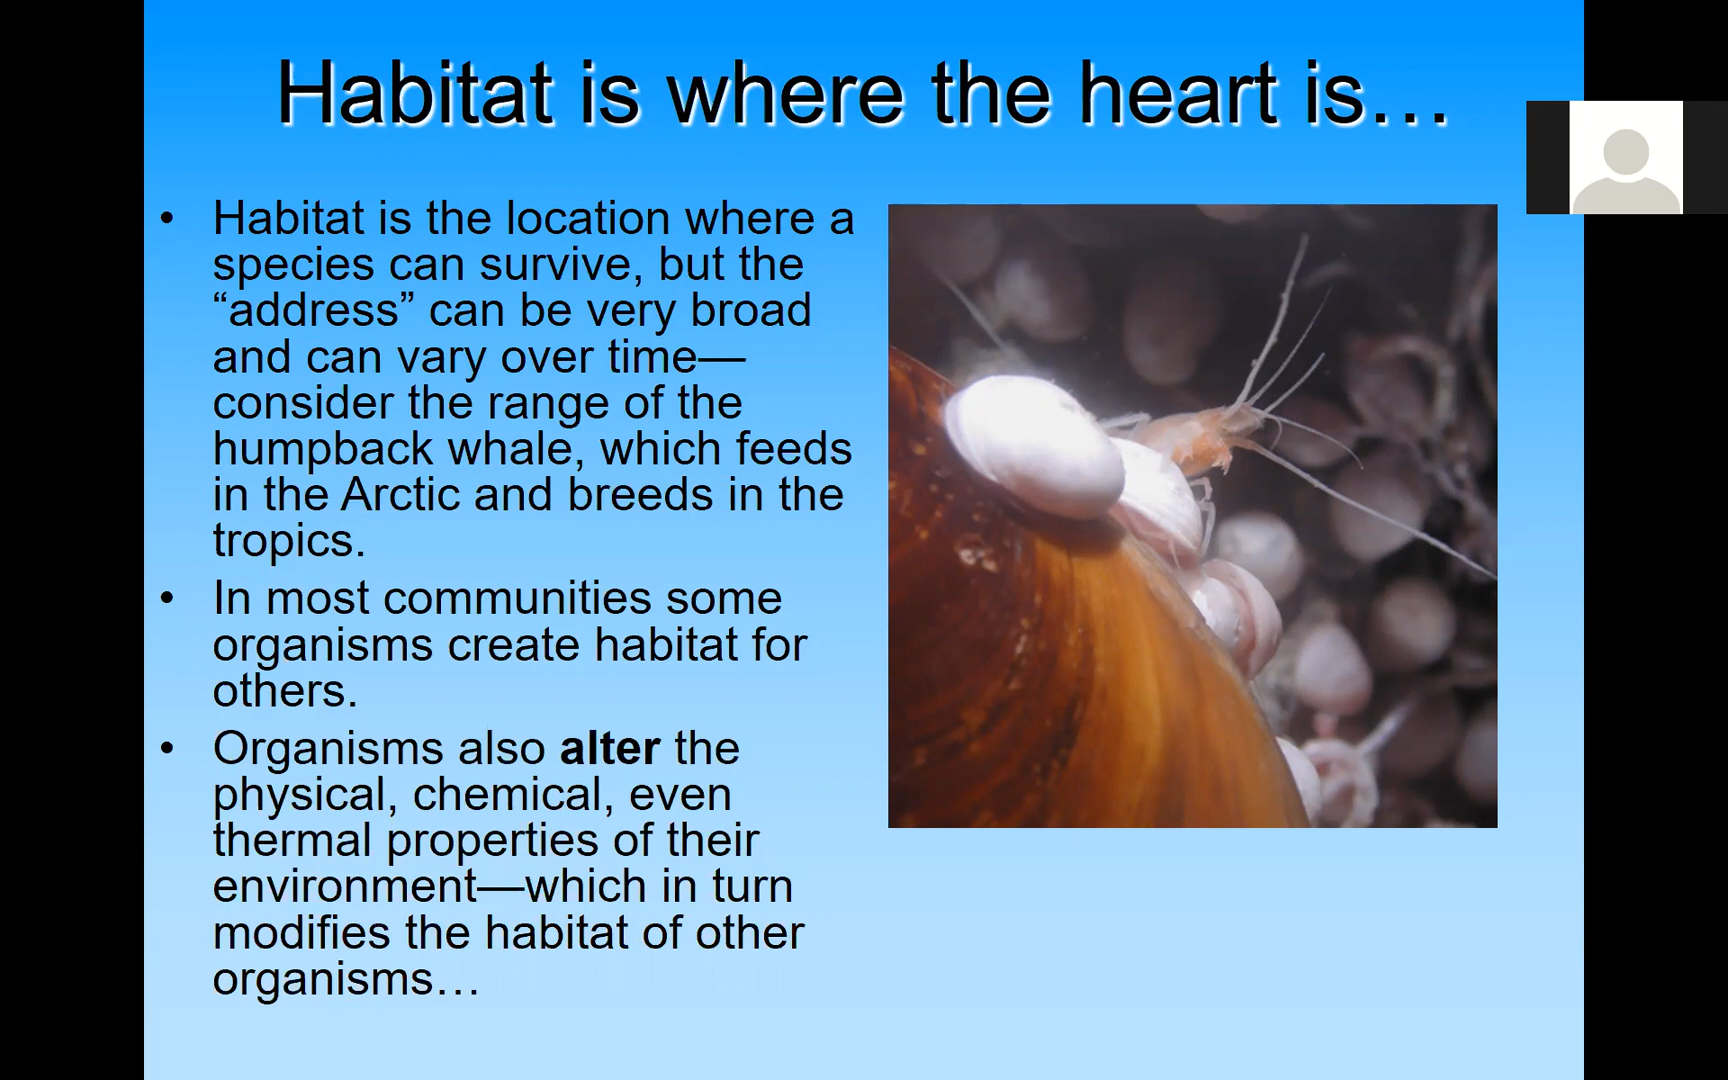 Habitat is where the heart is…
• Habitat is the location where a
species can survive, but the
“address” can be very broad
and can vary over time—
consider the range of the
humpback whale, which feeds
in the Arctic and breeds in the
tropics.
• In most communities some
organisms create habitat for
others.
• Organisms also alter the
physical, chemical, even
thermal properties of their
environment—which in turn
modifies the habitat of other
organisms…